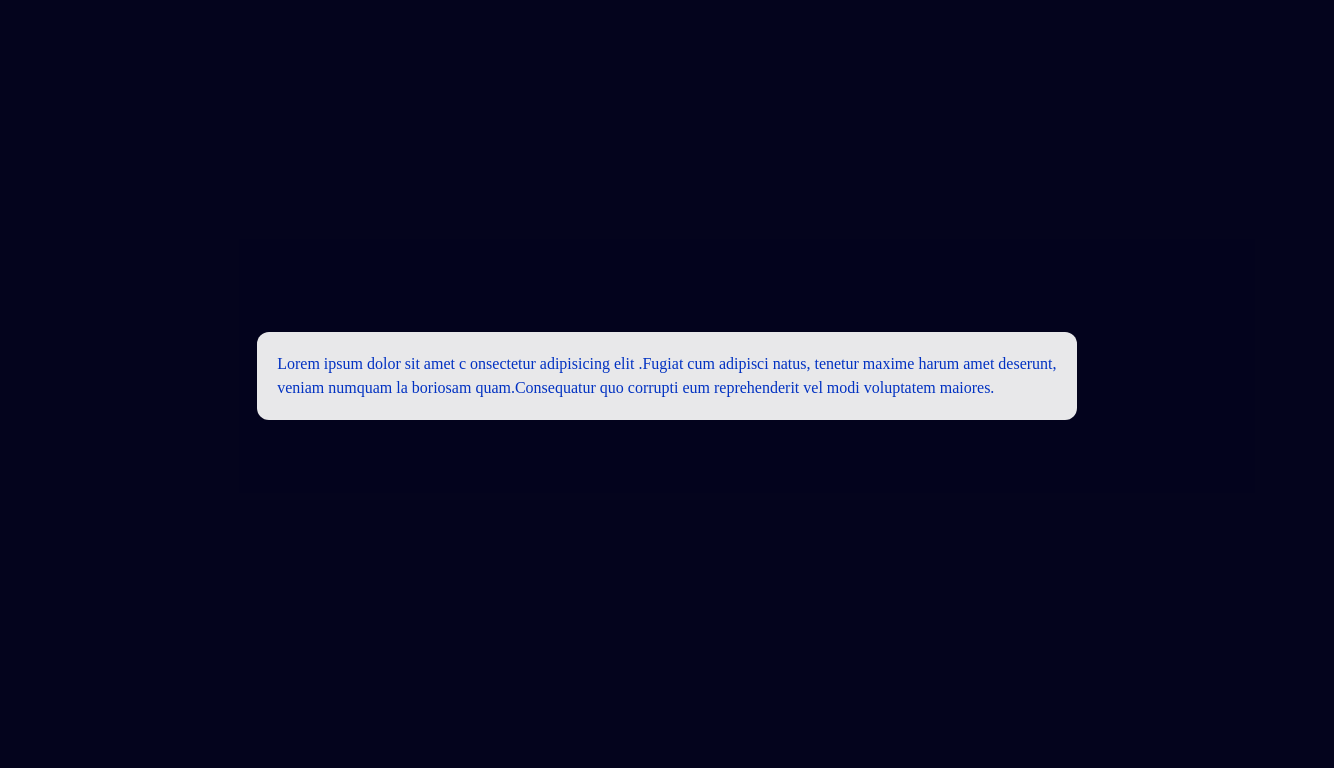 Lorem ipsum dolor sit amet c onsectetur adipisicing elit .Fugiat cum adipisci natus, tenetur maxime harum amet deserunt,
veniam numquam la boriosam quam.Consequatur quo corrupti eum reprehenderit vel modi voluptatem maiores.